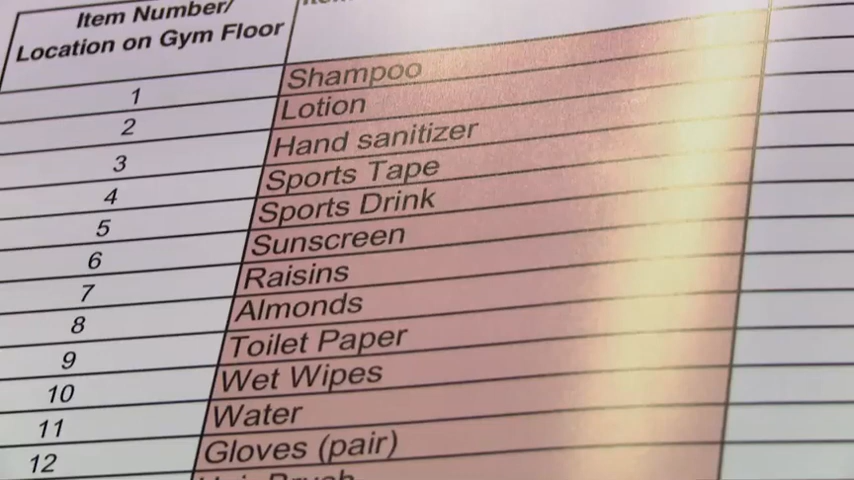 Item Number/
Location on Gym Floor
1 Shampoo
2 Lotion
3 Hand sanitizer
4 Sports Tape
5 Sports Drink
6 Sunscreen
7 Raisins
8 Almonds
9 Toilet Paper
10 Wet Wipes
11 Water
12 Gloves (pair)